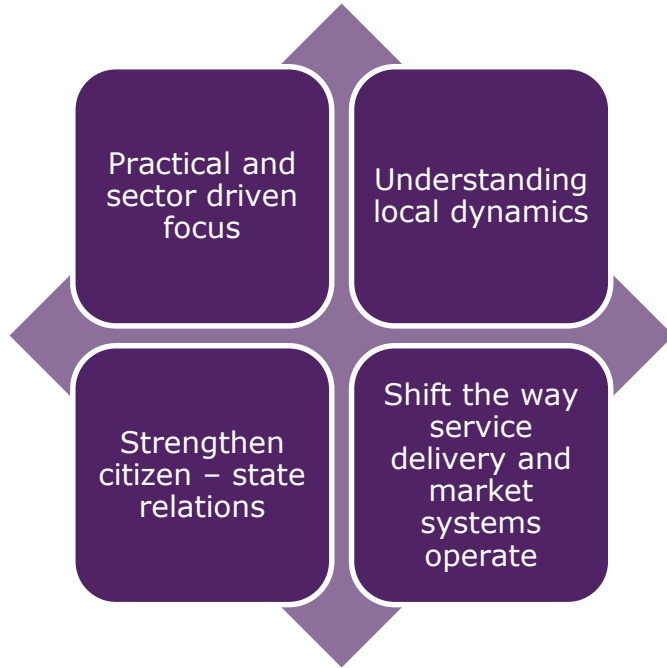 Practical and
sector driven
focus
Understanding
local dynamics
Strengthen
citizen – state
relations
Shift the way
service
delivery and
market
systems
operate